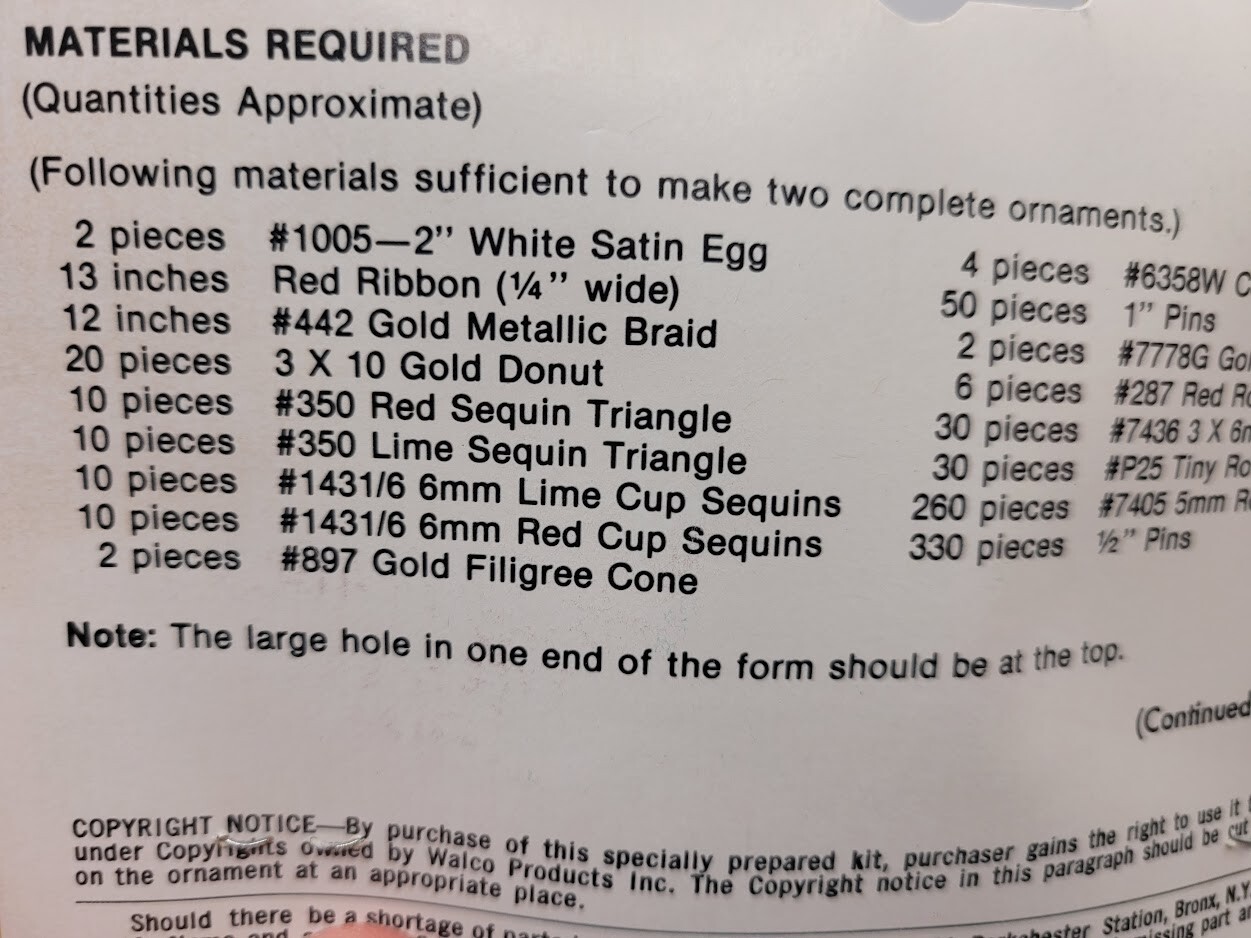 MATERIALS REQUIRED
(Quantities Approximate)
(Following materials sufficient to make two complete ornaments.)
2 pieces #1005—2” White Satin Egg
13 inches Red Ribbon (¼” wide)
12 inches #442 Gold Metallic Braid
20 pieces 3 X 10 Gold Donut
10 pieces #350 Red Sequin Triangle
10 pieces #350 Lime Sequin Triangle
10 pieces #1431/6 6mm Lime Cup Sequins
10 pieces #1431/6 6mm Red Cup Sequins
2 pieces #897 Gold Filigree Cone
4 pieces #6358W
50 pieces 1” Pins
2 pieces #7778G
6 pieces #287 Red
30 pieces #7436 3 X
30 pieces #P25 Tiny
260 pieces #7405 5mm
330 pieces ½” Pins
Note: The large hole in one end of the form should be at the top.
(Continued
COPYRIGHT NOTICE—By purchase of this specially prepared kit, purchaser gains the right to use it
under Copyrights owned by Walco Products Inc. The Copyright notice in this paragraph should be cut
on the ornament at an appropriate place.
Should there be a shortage of
Station, Bronx, N.Y.